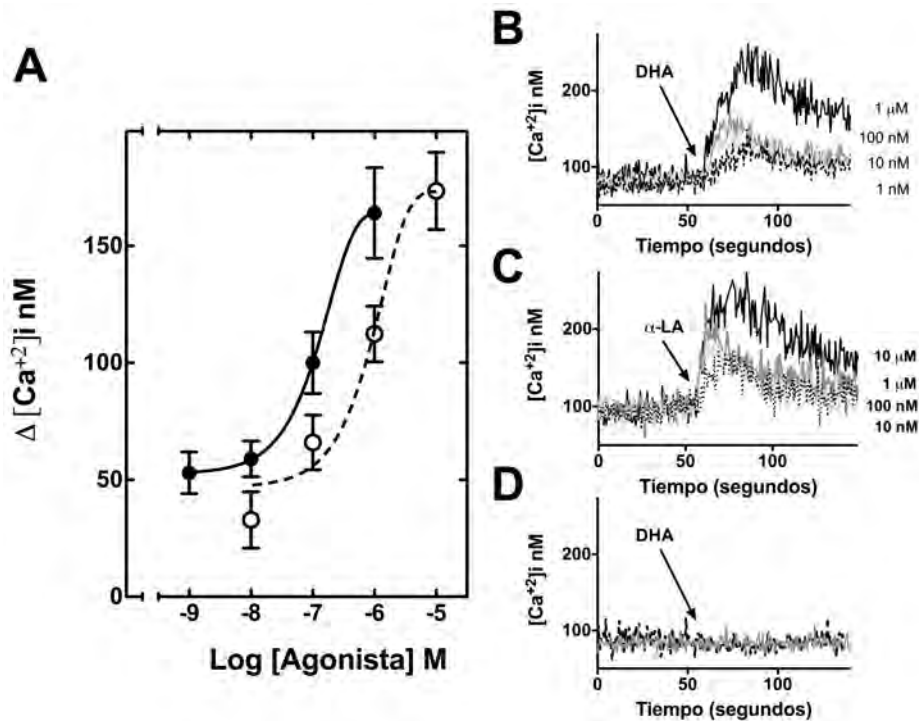 A
Δ [Ca+2]i nM
150
100
50
0
-9 -8 -7 -6 -5
Log [Agonista] M
B
[Ca+2]i nM
200
100
DHA
1 μM
100 nM
10 nM
1 nM
0 50 100
Tiempo (segundos)
C
[Ca+2]i nM
200
100
α-LA
10 μM
1 μM
100 nM
10 nM
0 50 100
Tiempo (segundos)
D
[Ca+2]i nM
200
100
DHA
0 50 100
Tiempo (segundos)